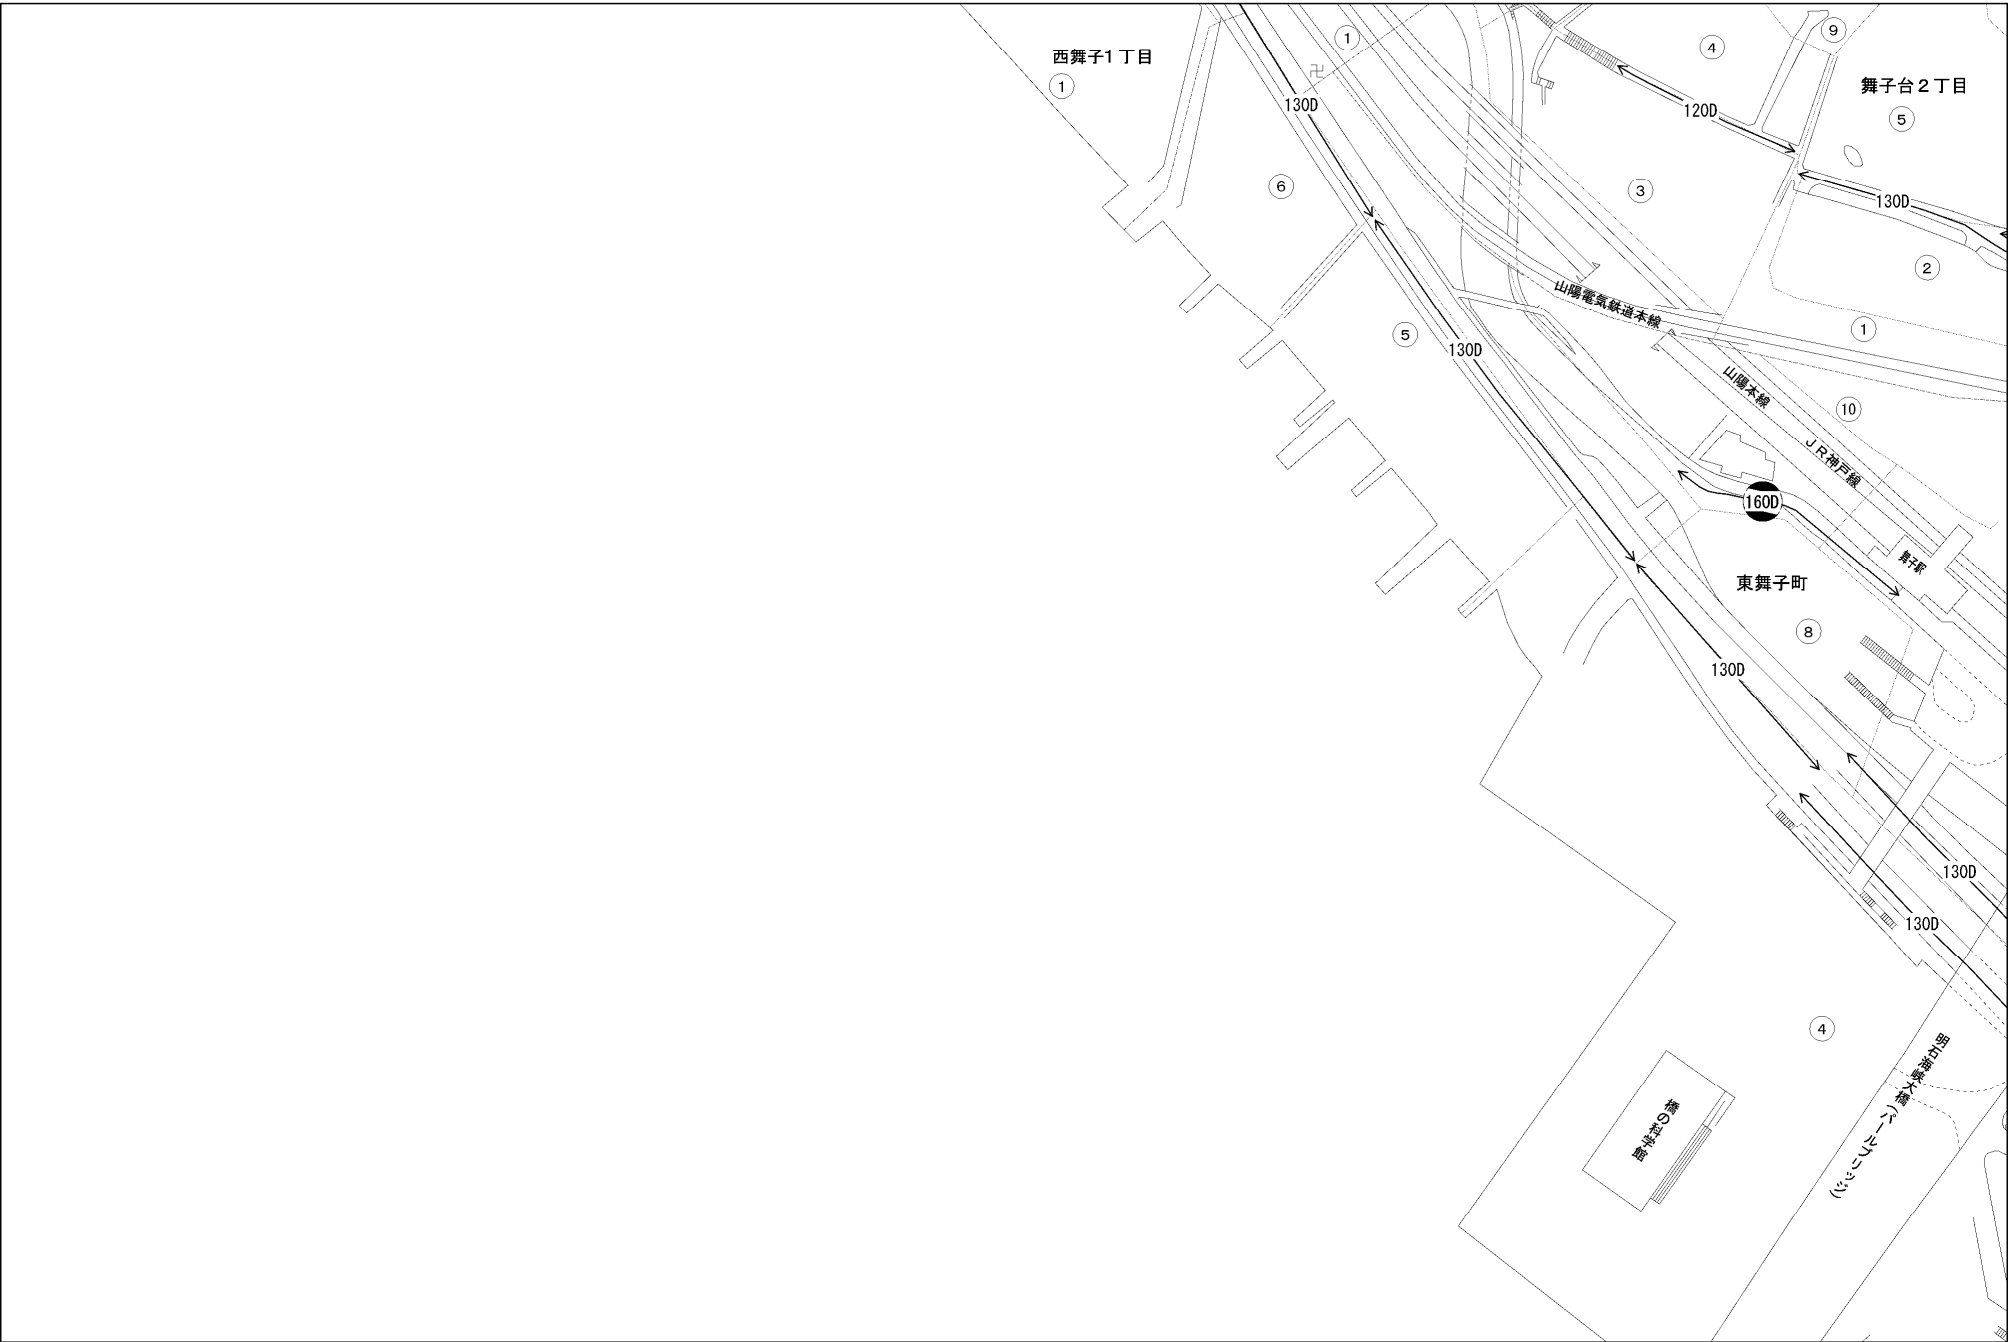 ①
④
⑨
西舞子１丁目
①
卍
舞子台２丁目
130D
120D
⑤
⑥
③
130D
②
山陽電気鉄道本線
①
⑤
130D
山陽本線
⑩
ＪＲ神戸線
160D
舞子駅
東舞子町
⑧
130D
130D
130D
④
明石海峡大橋（パールブリッジ）
橋の科学館